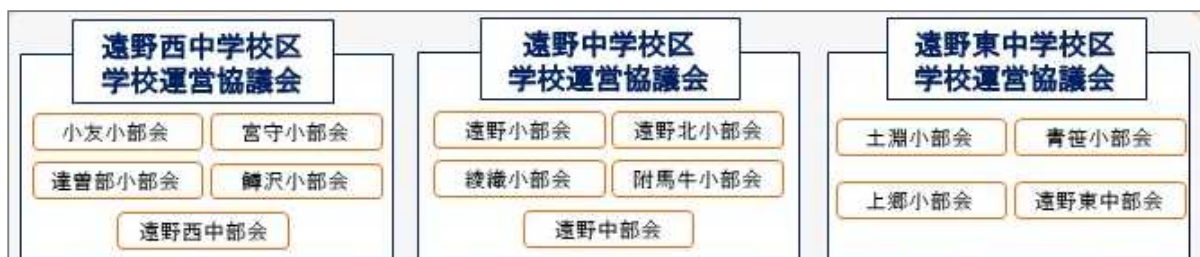 遠野西中学校区
学校運営協議会
小友小部会
宮守小部会
達曽部小部会
鱒沢小部会
遠野西中部会
遠野中学校区
学校運営協議会
遠野小部会
遠野北小部会
綾織小部会
附馬牛小部会
遠野中部会
遠野東中学校区
学校運営協議会
土淵小部会
青笹小部会
上郷小部会
遠野東中部会